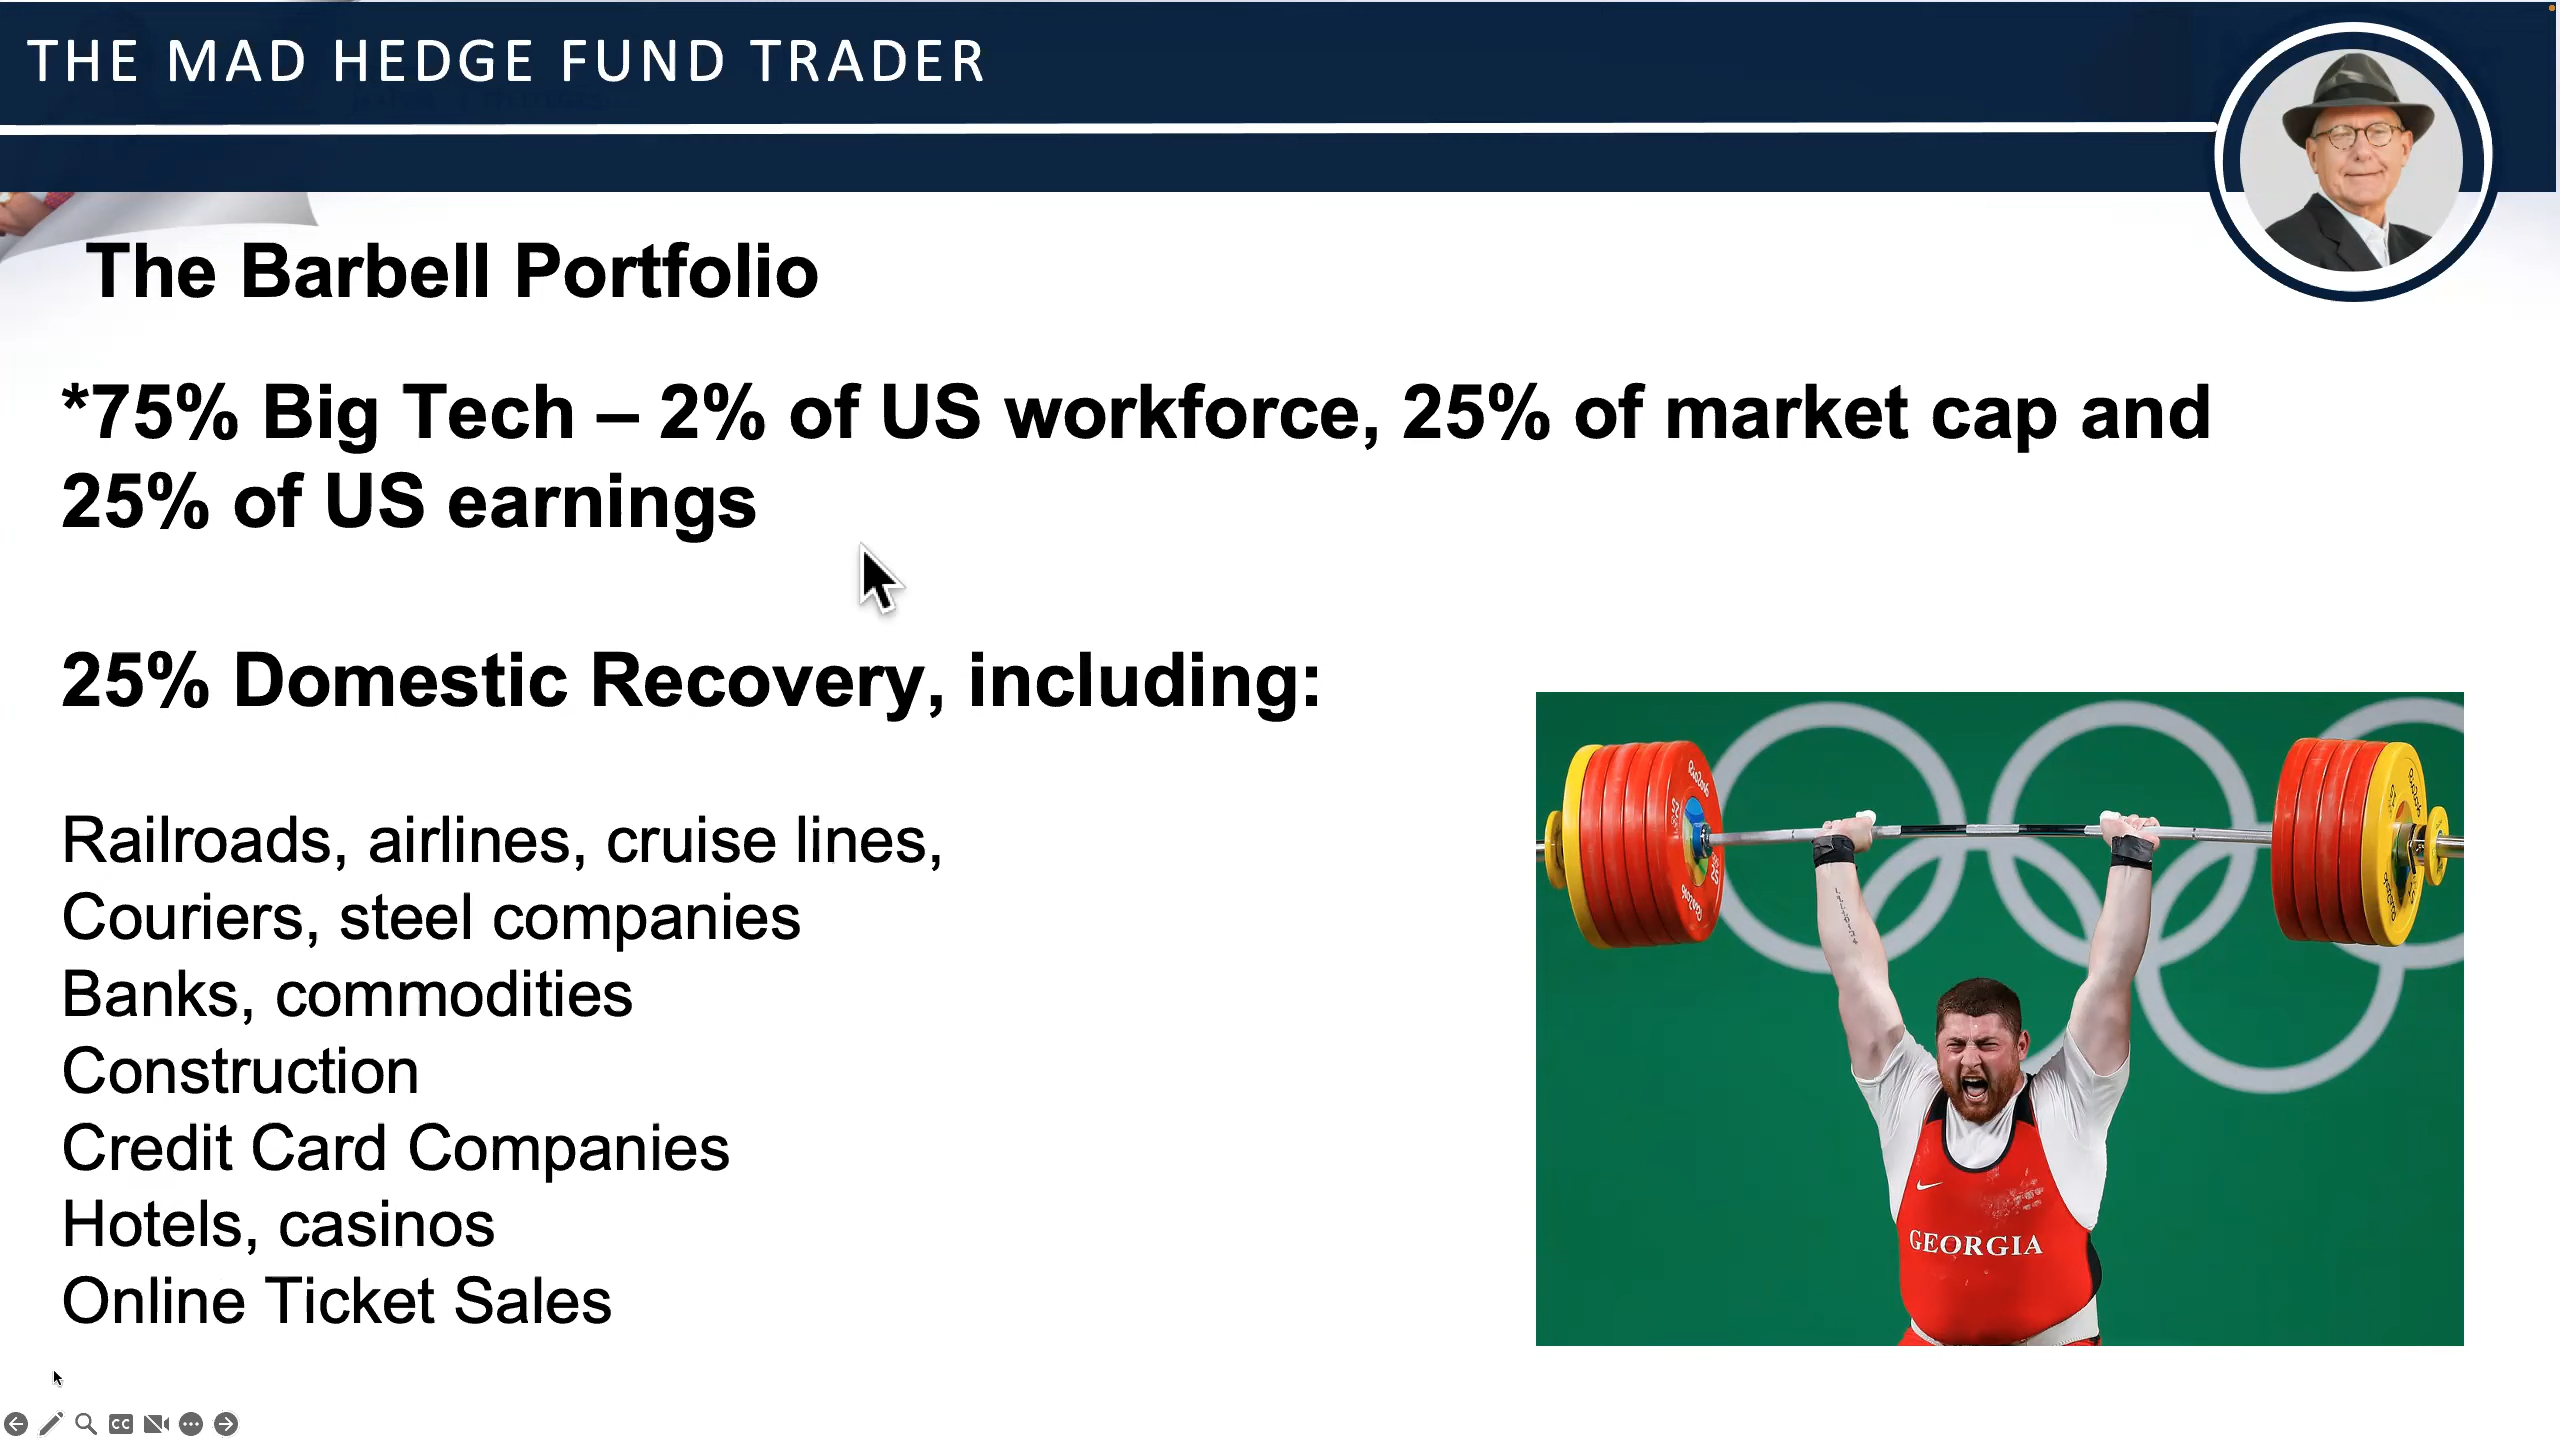 THE MAD HEDGE FUND TRADER
The Barbell Portfolio
*75% Big Tech – 2% of US workforce, 25% of market cap and
25% of US earnings
25% Domestic Recovery, including:
Railroads, airlines, cruise lines,
Couriers, steel companies
Banks, commodities
Construction
Credit Card Companies
Hotels, casinos
Online Ticket Sales
GEORGIA
CC